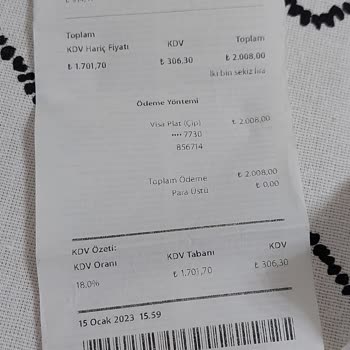 Toplam
KDV Hariç Fiyatı KDV Toplam
₺ 1.701,70 ₺ 306,30 ₺ 2.008,00
İki bin sekiz lira
Ödeme Yöntemi
Visa Plat (Çip) ₺ 2.008,00
•••• 7730
856714
Toplam Ödeme ₺ 2.008,00
Para Üstü ₺ 0,00
KDV Özeti:
KDV Oranı KDV Tabanı KDV
18.0% ₺ 1.701,70 ₺ 306,30
15 Ocak 2023 15.59